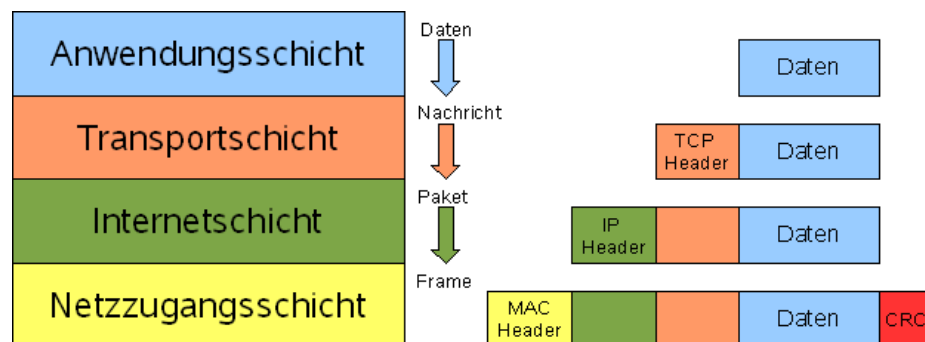 Anwendungsschicht
Daten
Daten
Transportschicht
Nachricht
TCP
Header
Daten
Internetschicht
Paket
IP
Header
Daten
Netzzugangsschicht
Frame
MAC
Header
Daten
CRC